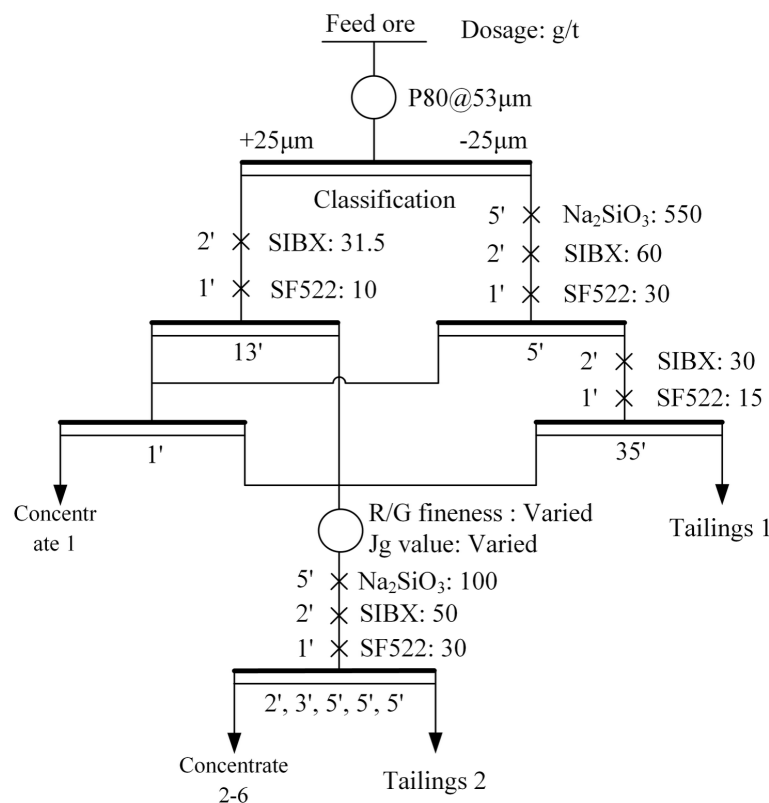 Feed ore
Dosage: g/t
P80@53μm
+25μm
-25μm
Classification
5' Na₂SiO₃: 550
2' SIBX: 31.5
2' SIBX: 60
1' SF522: 10
1' SF522: 30
13'
5'
2' SIBX: 30
1' SF522: 15
1'
35'
Concentr
ate 1
R/G fineness : Varied
Jg value: Varied
Tailings 1
5' Na₂SiO₃: 100
2' SIBX: 50
1' SF522: 30
2', 3', 5', 5', 5'
Concentrate
2-6
Tailings 2